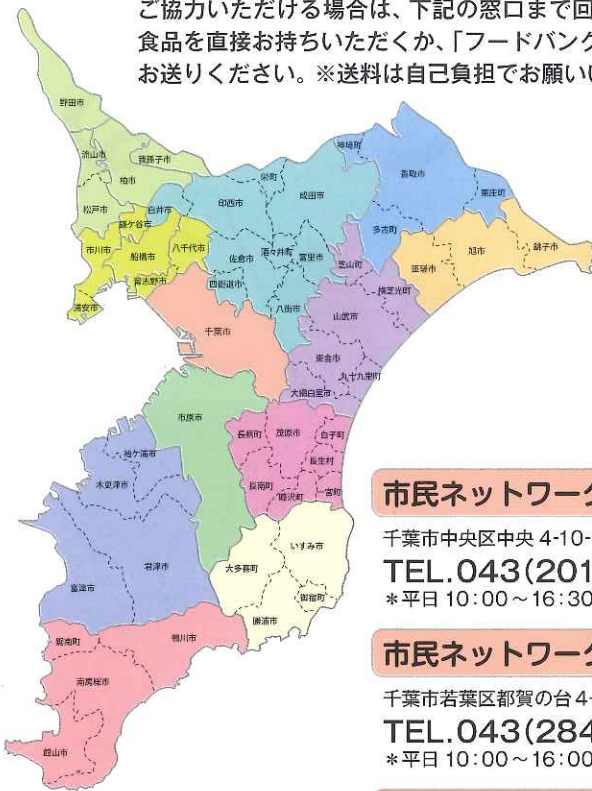 ご協力いただける場合は、下記の窓口まで回
食品を直接お持ちいただくか、「フードバンク
お送りください。※送料は自己負担でお願いい
野田市
流山市
我孫子市
柏市
松戸市
鎌ケ谷市
白井市
市川市
船橋市
八千代市
習志野市
浦安市
印西市
栄町
成田市
神崎町
香取市
東庄町
多古町
佐倉市
酒々井町
富里市
四街道市
八街市
芝山町
横芝光町
匝瑳市
旭市
銚子市
千葉市
山武市
東金市
九十九里町
大網白里市
市原市
長柄町
茂原市
白子町
長生村
長南町
睦沢町
一宮町
袖ケ浦市
木更津市
君津市
富津市
いすみ市
大多喜町
御宿町
勝浦市
鋸南町
鴨川市
南房総市
館山市
市民ネットワーク
千葉市中央区中央 4-10-
TEL.043(201
*平日 10:00～16:30
市民ネットワーク
千葉市若葉区都賀の台 4-
TEL.043(284
*平日 10:00～16:00